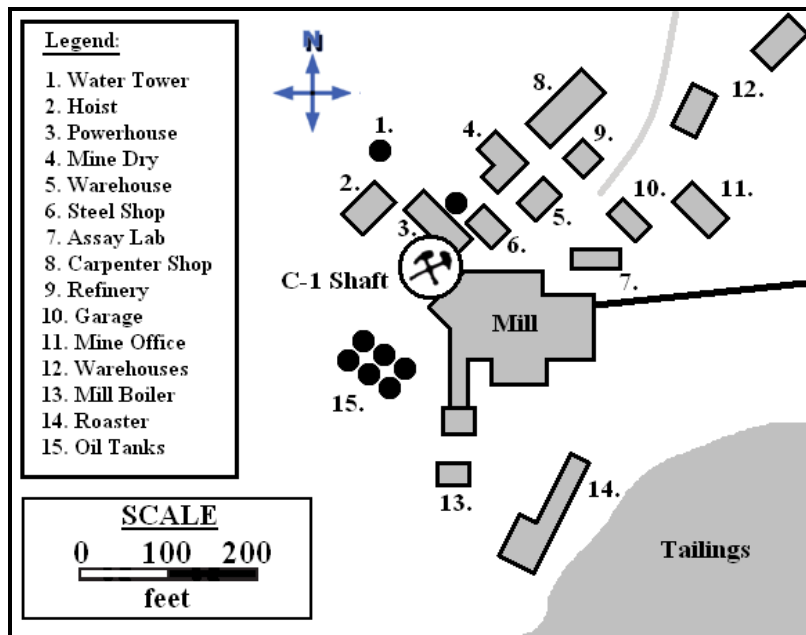 Legend:
1. Water Tower
2. Hoist
3. Powerhouse
4. Mine Dry
5. Warehouse
6. Steel Shop
7. Assay Lab
8. Carpenter Shop
9. Refinery
10. Garage
11. Mine Office
12. Warehouses
13. Mill Boiler
14. Roaster
15. Oil Tanks
SCALE
0 100 200
feet
N
8.
12.
1.
4.
9.
2.
10.
11.
5.
3.
6.
7.
C-1 Shaft
Mill
15.
13.
14.
Tailings